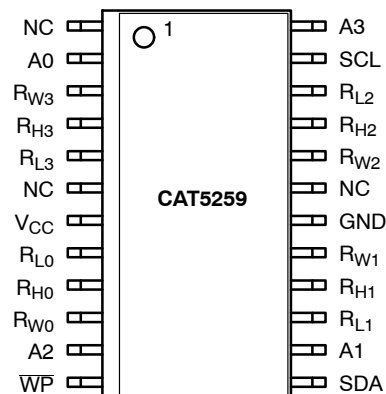 NC 1 A3
A0 SCL
RW3 RL2
RH3 RH2
RL3 RW2
NC CAT5259 NC
VCC GND
RL0 RW1
RH0 RH1
RW0 RL1
A2 A1
WP SDA